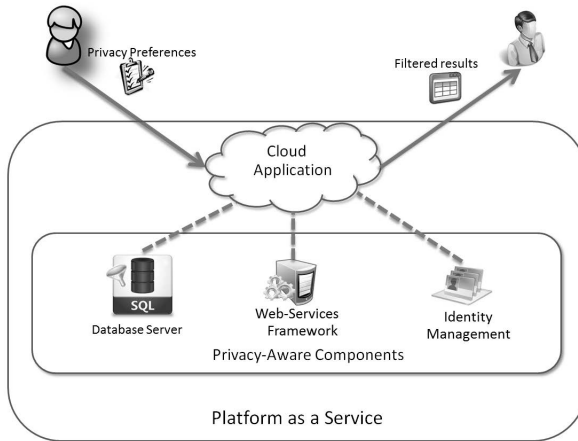 Privacy Preferences
Filtered results
Cloud
Application
SQL
Database Server
Web-Services
Framework
Identity
Management
Privacy-Aware Components
Platform as a Service